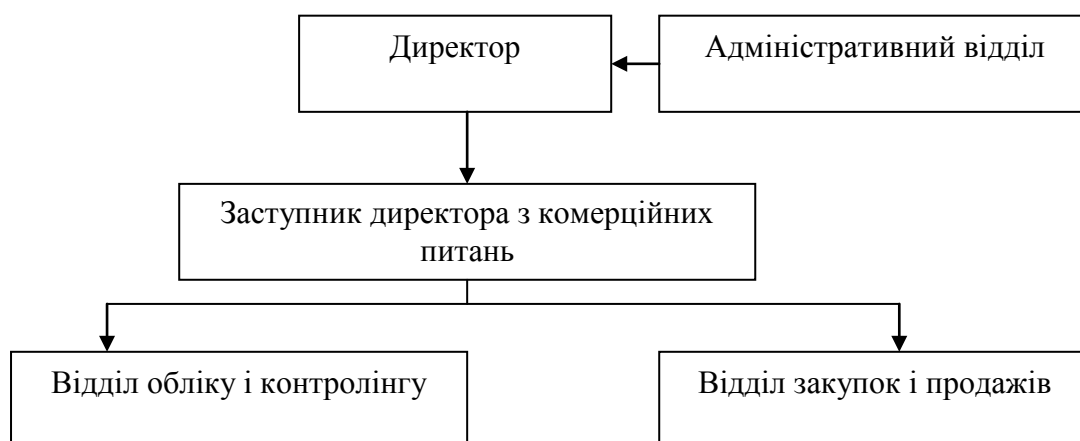 Директор
Адміністративний відділ
Заступник директора з комерційних
питань
Відділ обліку і контролінгу
Відділ закупок і продажів